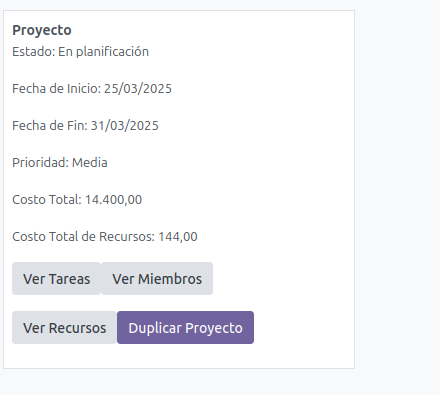 Proyecto
Estado: En planificación
Fecha de Inicio: 25/03/2025
Fecha de Fin: 31/03/2025
Prioridad: Media
Costo Total: 14.400,00
Costo Total de Recursos: 144,00
Ver Tareas Ver Miembros
Ver Recursos Duplicar Proyecto